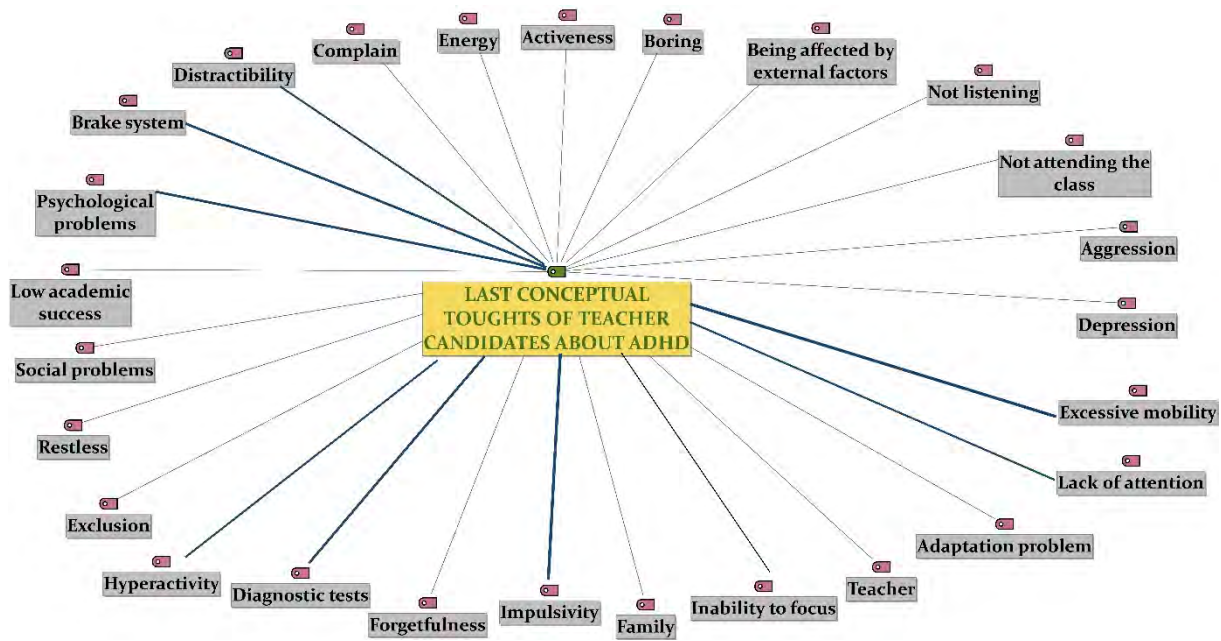 Complain
Energy
Activeness
Boring
Being affected by
external factors
Distractibility
Not listening
Brake system
Not attending the
class
Psychological
problems
Aggression
Low academic
success
LAST CONCEPTUAL
TOUGHTS OF TEACHER
CANDIDATES ABOUT ADHD
Depression
Social problems
Excessive mobility
Restless
Lack of attention
Exclusion
Adaptation problem
Hyperactivity
Diagnostic tests
Forgetfulness
Impulsivity
Family
Inability to focus
Teacher